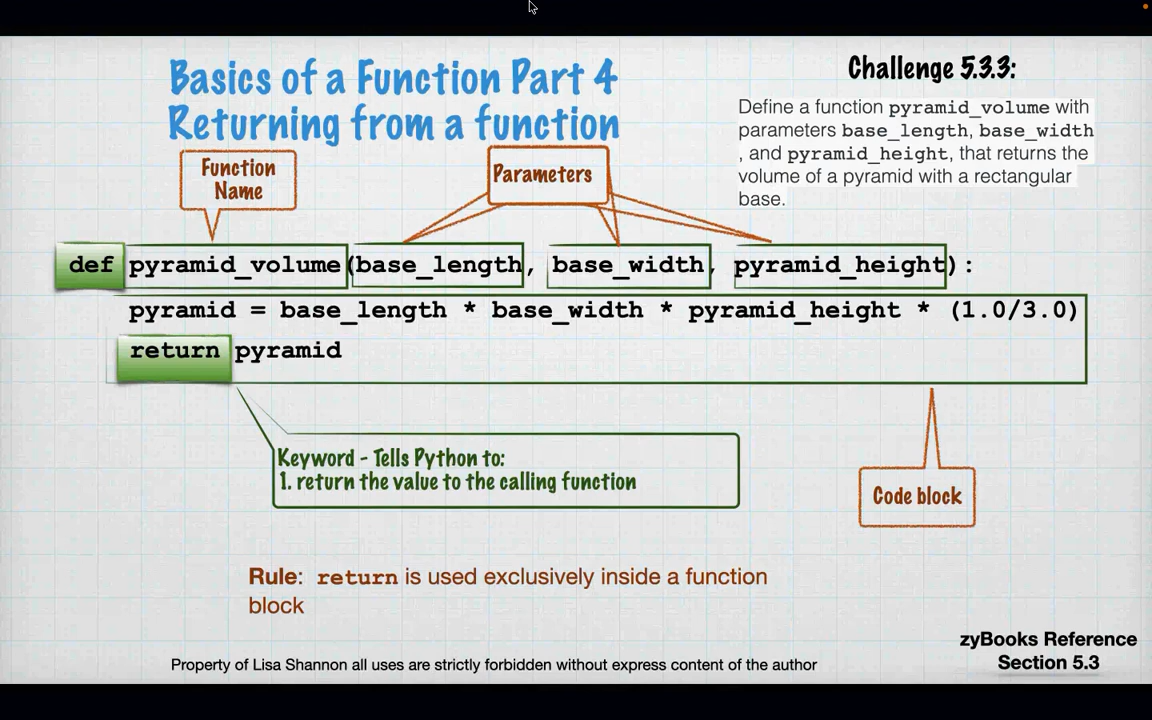 Basics of a Function Part 4
Returning from a function
Challenge 5.3.3:
Define a function pyramid_volume with
parameters base_length, base_width
, and pyramid_height, that returns the
volume of a pyramid with a rectangular
base.
Function
Name
Parameters
def pyramid_volume(base_length, base_width, pyramid_height):
pyramid = base_length * base_width * pyramid_height * (1.0/3.0)
return pyramid
Keyword - Tells Python to:
1. return the value to the calling function
Code block
Rule: return is used exclusively inside a function
block
zyBooks Reference
Section 5.3
Property of Lisa Shannon all uses are strictly forbidden without express content of the author